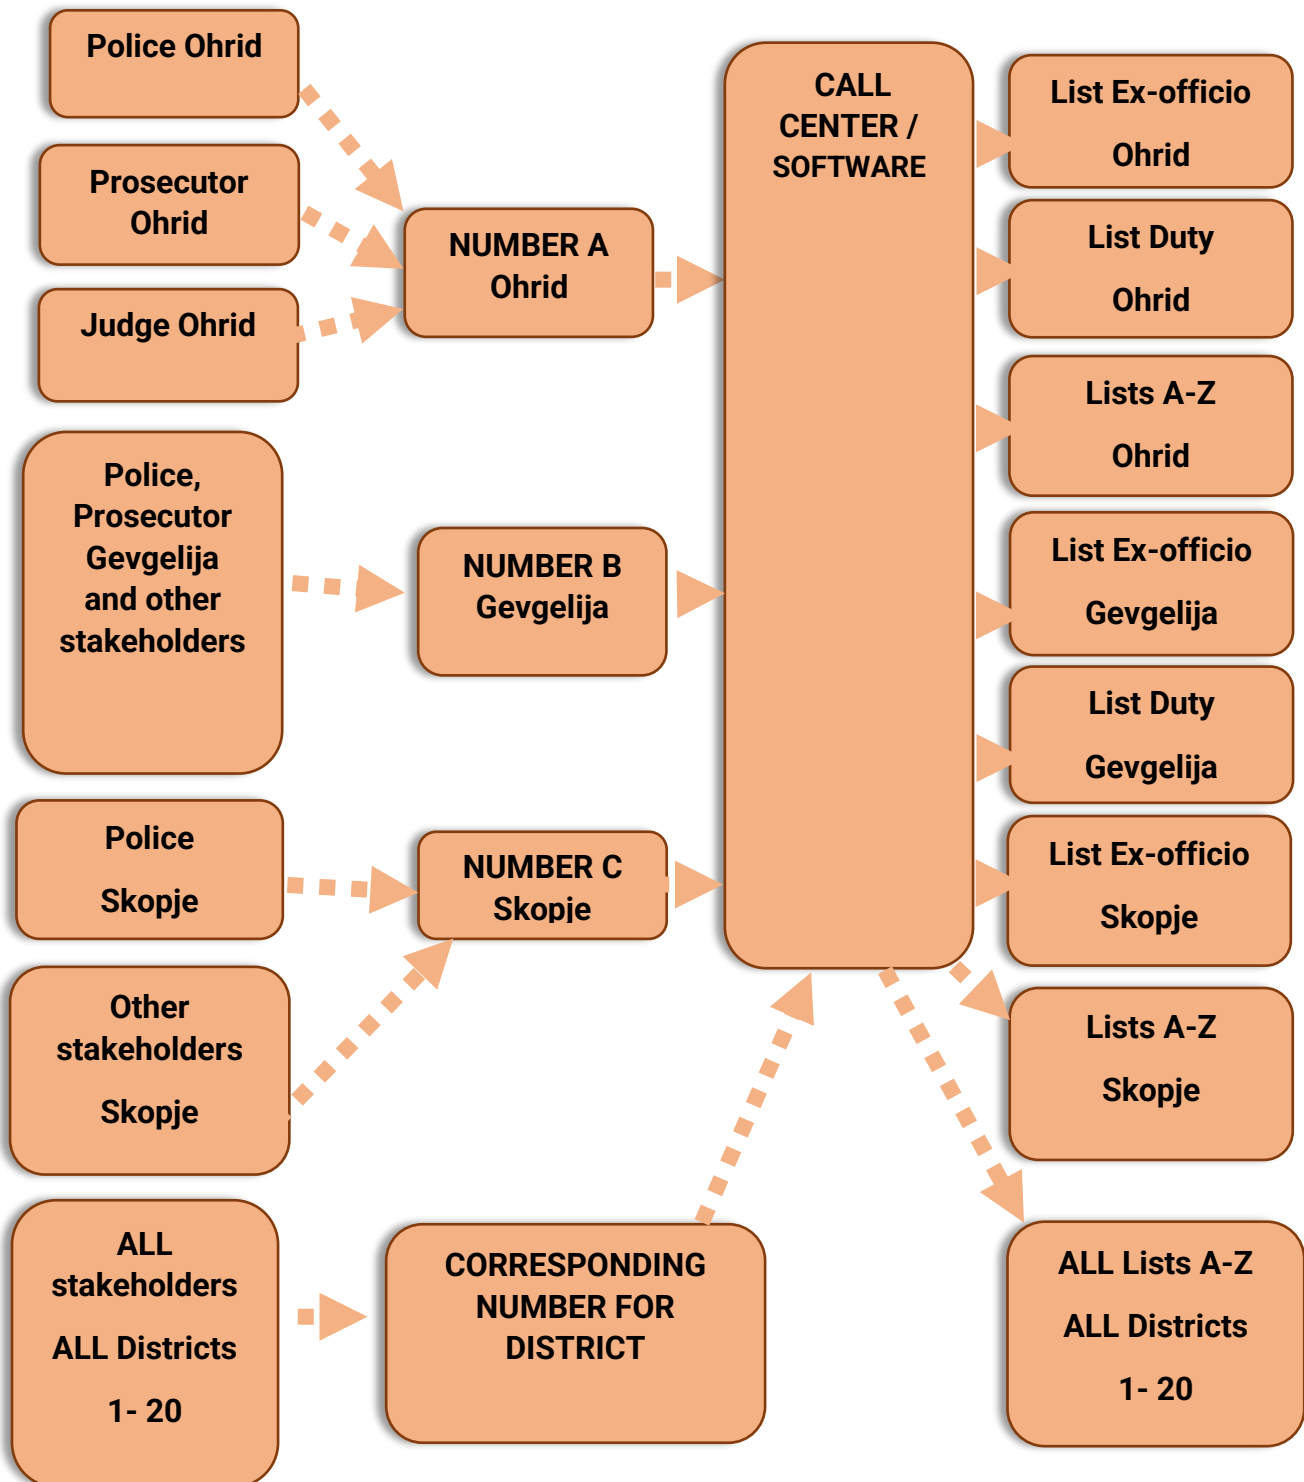 Police Ohrid
Prosecutor
Ohrid
Judge Ohrid
Police,
Prosecutor
Gevgelija
and other
stakeholders
Police
Skopje
Other
stakeholders
Skopje
ALL
stakeholders
ALL Districts
1- 20
NUMBER A
Ohrid
NUMBER B
Gevgelija
NUMBER C
Skopje
CORRESPONDING
NUMBER FOR
DISTRICT
CALL
CENTER /
SOFTWARE
List Ex-officio
Ohrid
List Duty
Ohrid
Lists A-Z
Ohrid
List Ex-officio
Gevgelija
List Duty
Gevgelija
List Ex-officio
Skopje
Lists A-Z
Skopje
ALL Lists A-Z
ALL Districts
1- 20